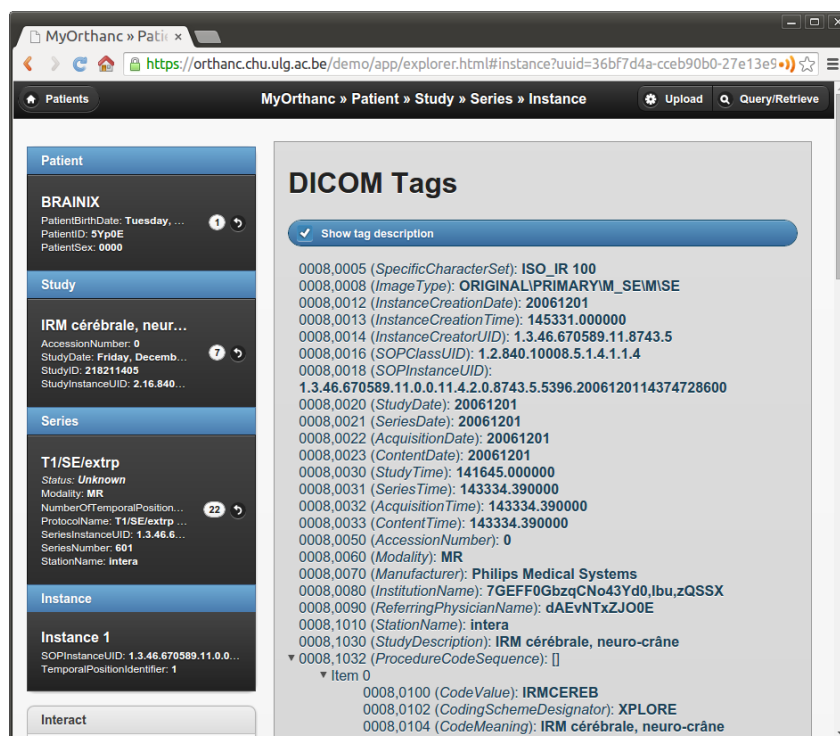 MyOrthanc » Patie ×
https://orthanc.chu.ulg.ac.be/demo/app/explorer.html#instance?uuid=36bf7d4a-cceb90b0-27e13e9
Patients
MyOrthanc » Patient » Study » Series » Instance
Upload
Query/Retrieve
Patient
BRAINIX
PatientBirthDate: Tuesday, ...
PatientID: 5Yp0E
PatientSex: 0000
1
Study
IRM cérébrale, neur...
AccessionNumber: 0
StudyDate: Friday, Decemb...
StudyID: 218211405
StudyInstanceUID: 2.16.840...
7
Series
T1/SE/extrp
Status: Unknown
Modality: MR
NumberOfTemporalPosition...
ProtocolName: T1/SE/extrp ...
SeriesInstanceUID: 1.3.46.6...
SeriesNumber: 601
StationName: intera
22
Instance
Instance 1
SOPInstanceUID: 1.3.46.670589.11.0.0...
TemporalPositionIdentifier: 1
Interact
DICOM Tags
Show tag description
0008,0005 (SpecificCharacterSet): ISO_IR 100
0008,0008 (ImageType): ORIGINAL\PRIMARY\M_SE\M\SE
0008,0012 (InstanceCreationDate): 20061201
0008,0013 (InstanceCreationTime): 145331.000000
0008,0014 (InstanceCreatorUID): 1.3.46.670589.11.8743.5
0008,0016 (SOPClassUID): 1.2.840.10008.5.1.4.1.1.4
0008,0018 (SOPInstanceUID):
1.3.46.670589.11.0.0.11.4.2.0.8743.5.5396.2006120114374728600
0008,0020 (StudyDate): 20061201
0008,0021 (SeriesDate): 20061201
0008,0022 (AcquisitionDate): 20061201
0008,0023 (ContentDate): 20061201
0008,0030 (StudyTime): 141645.000000
0008,0031 (SeriesTime): 143334.390000
0008,0032 (AcquisitionTime): 143334.390000
0008,0033 (ContentTime): 143334.390000
0008,0050 (AccessionNumber): 0
0008,0060 (Modality): MR
0008,0070 (Manufacturer): Philips Medical Systems
0008,0080 (InstitutionName): 7GEFF0GbzqCNo43Yd0,Ibu,zQSSX
0008,0090 (ReferringPhysicianName): dAEvNTxZJO0E
0008,1010 (StationName): intera
0008,1030 (StudyDescription): IRM cérébrale, neuro-crâne
0008,1032 (ProcedureCodeSequence): []
Item 0
0008,0100 (CodeValue): IRMCEREB
0008,0102 (CodingSchemeDesignator): XPLORE
0008,0104 (CodeMeaning): IRM cérébrale, neuro-crâne